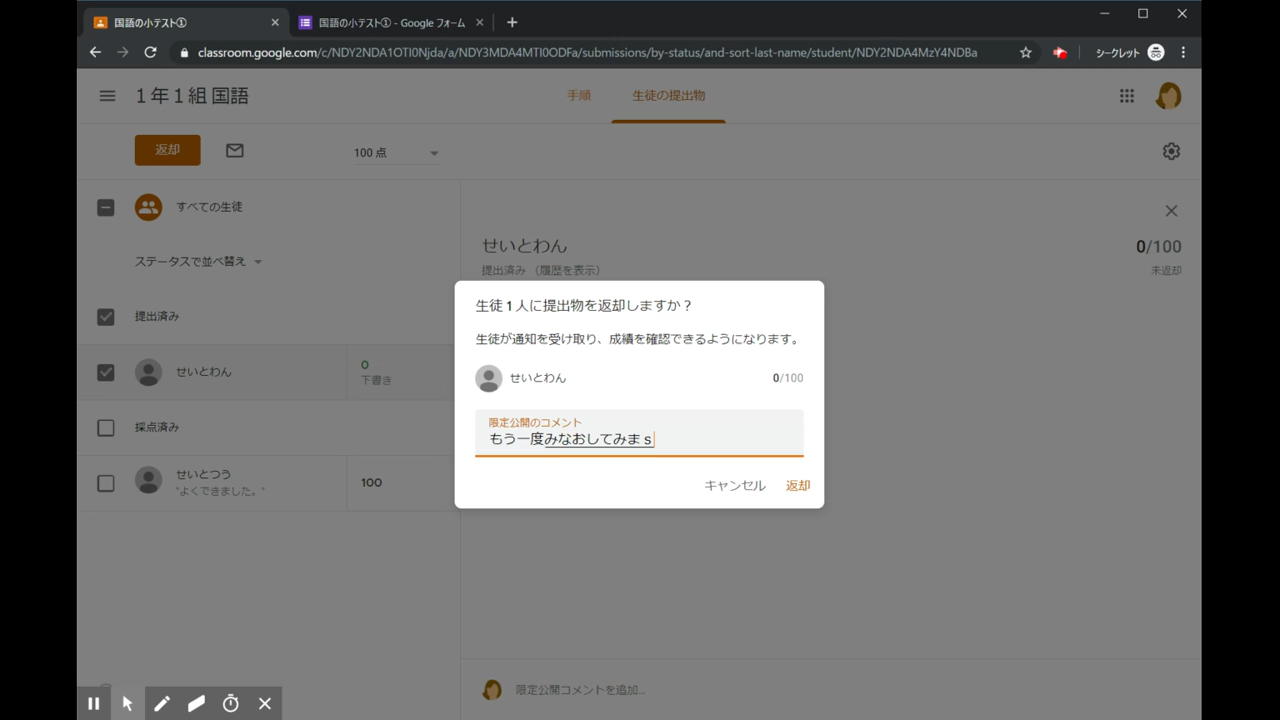 国語の小テスト①
国語の小テスト① - Google フォーム
classroom.google.com/c/NDY2NDA1OTI0Njda/a/NDY3MDA4MTI0ODFa/submissions/by-status/and-sort-last-name/student/NDY2NDA4MzY4NDBa
シークレット
1年1組 国語
手順
生徒の提出物
返却
100 点
すべての生徒
ステータスで並べ替え
提出済み
せいとわん
0
下書き
採点済み
せいとつう
"よくできました。"
100
せいとわん
0/100
提出済み （履歴を表示）
未返却
生徒 1 人に提出物を返却しますか？
生徒が通知を受け取り、成績を確認できるようになります。
せいとわん
0/100
限定公開のコメント
もう一度みなおしてみまｓ
キャンセル
返却
限定公開コメントを追加...